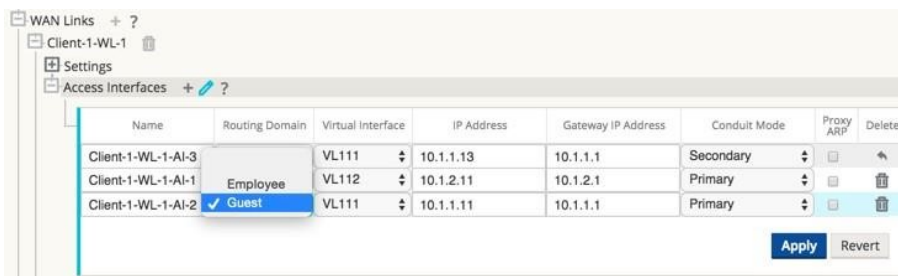 WAN Links + ?
Client-1-WL-1
Settings
Access Interfaces + ?
Name Routing Domain Virtual Interface IP Address Gateway IP Address Conduit Mode Proxy ARP Delete
Client-1-WL-1-AI-3 VL111 10.1.1.13 10.1.1.1 Secondary
Client-1-WL-1-AI-1 Employee VL112 10.1.2.11 10.1.2.1 Primary
Client-1-WL-1-AI-2 ✓ Guest VL111 10.1.1.11 10.1.1.1 Primary
Apply Revert